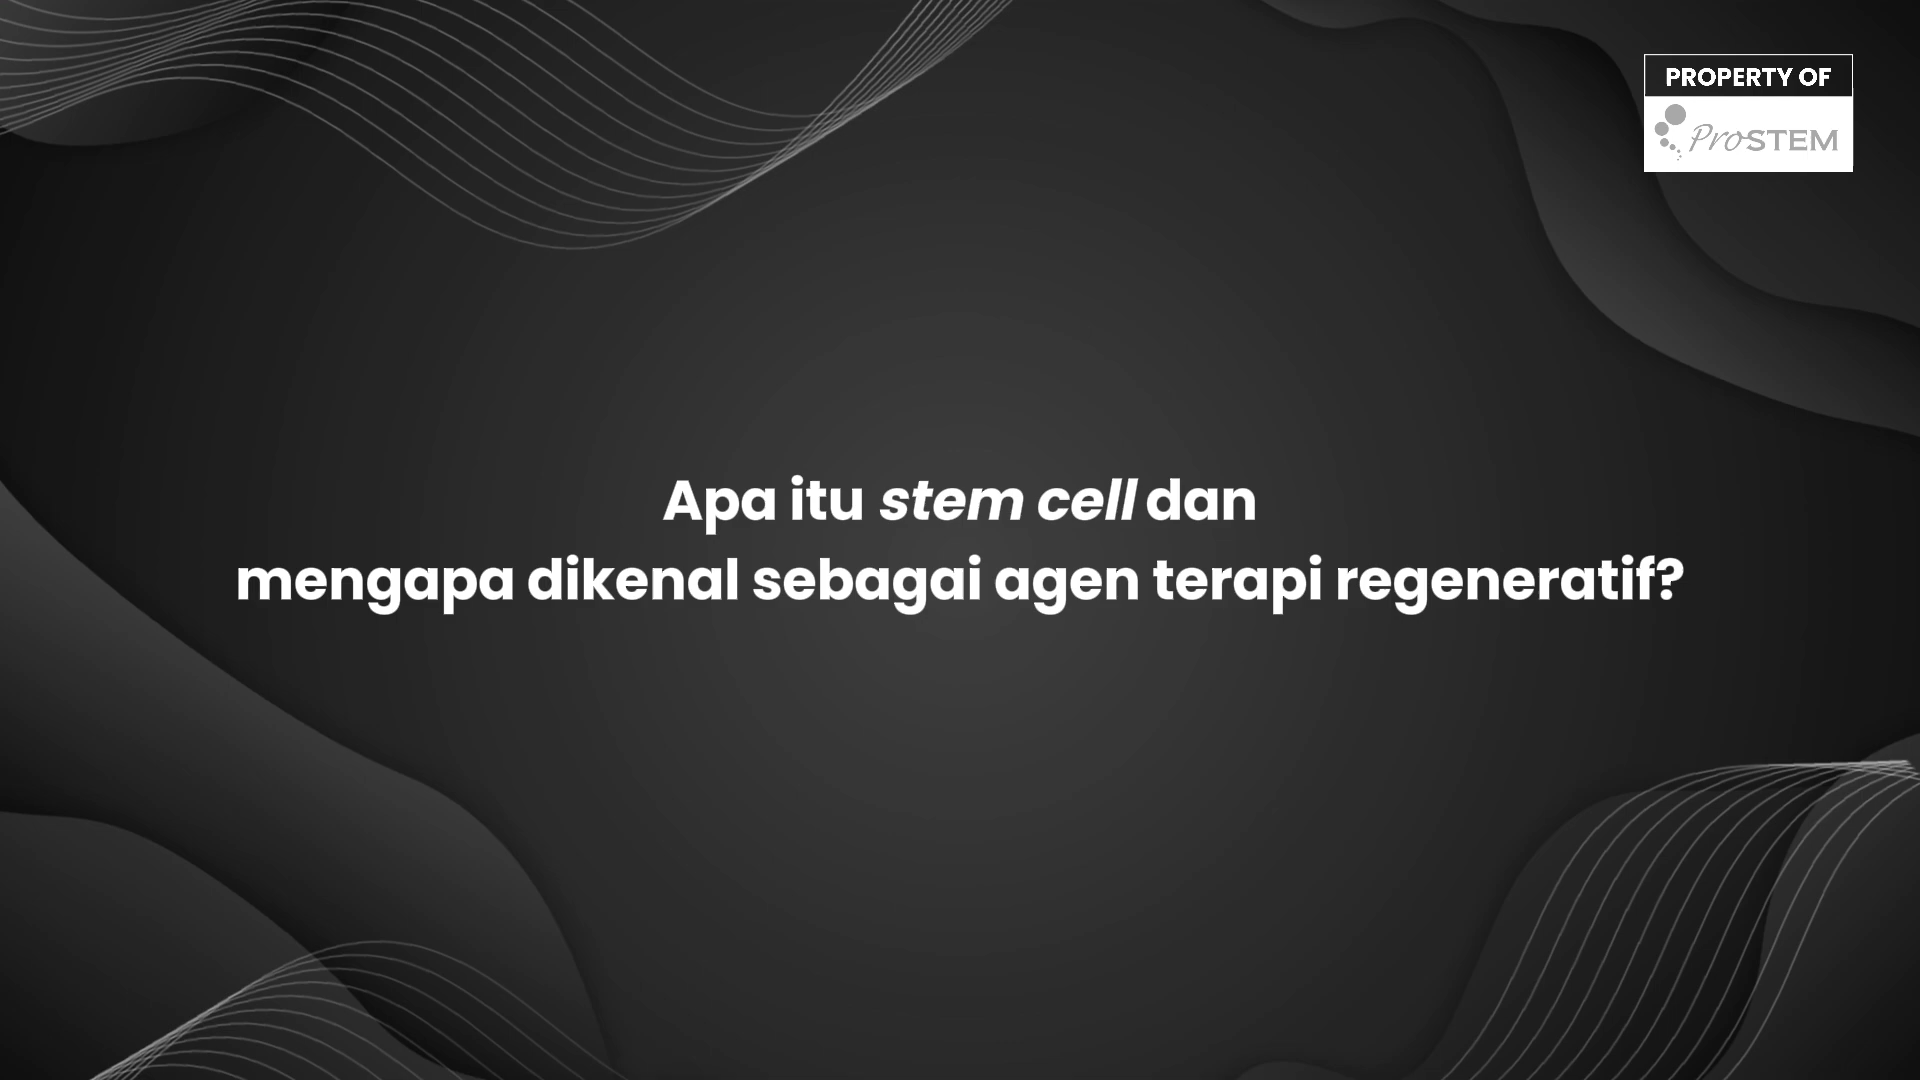 PROPERTY OF
ProSTEM
Apa itu stem cell dan
mengapa dikenal sebagai agen terapi regeneratif?